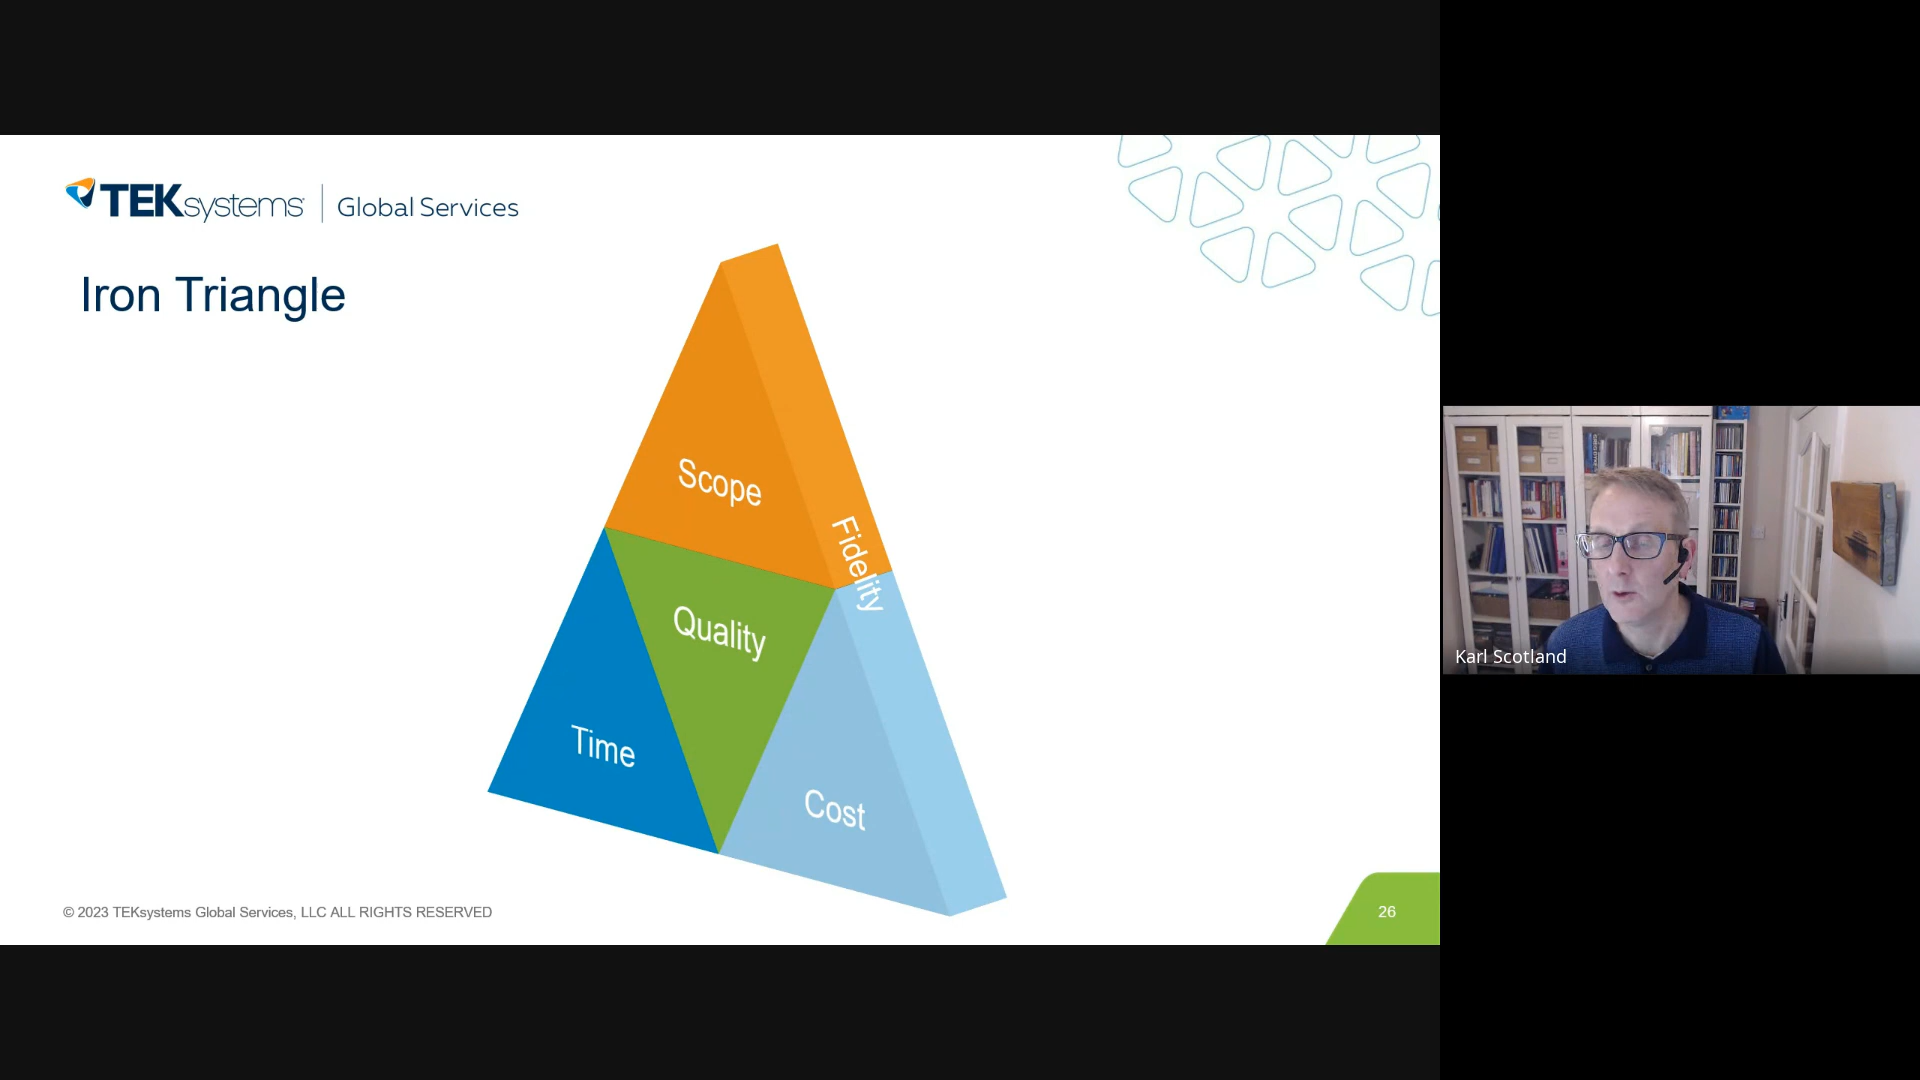 TEKsystems Global Services
Iron Triangle
Scope
Fidelity
Quality
Time
Cost
© 2023 TEKsystems Global Services, LLC ALL RIGHTS RESERVED
26
Karl Scotland